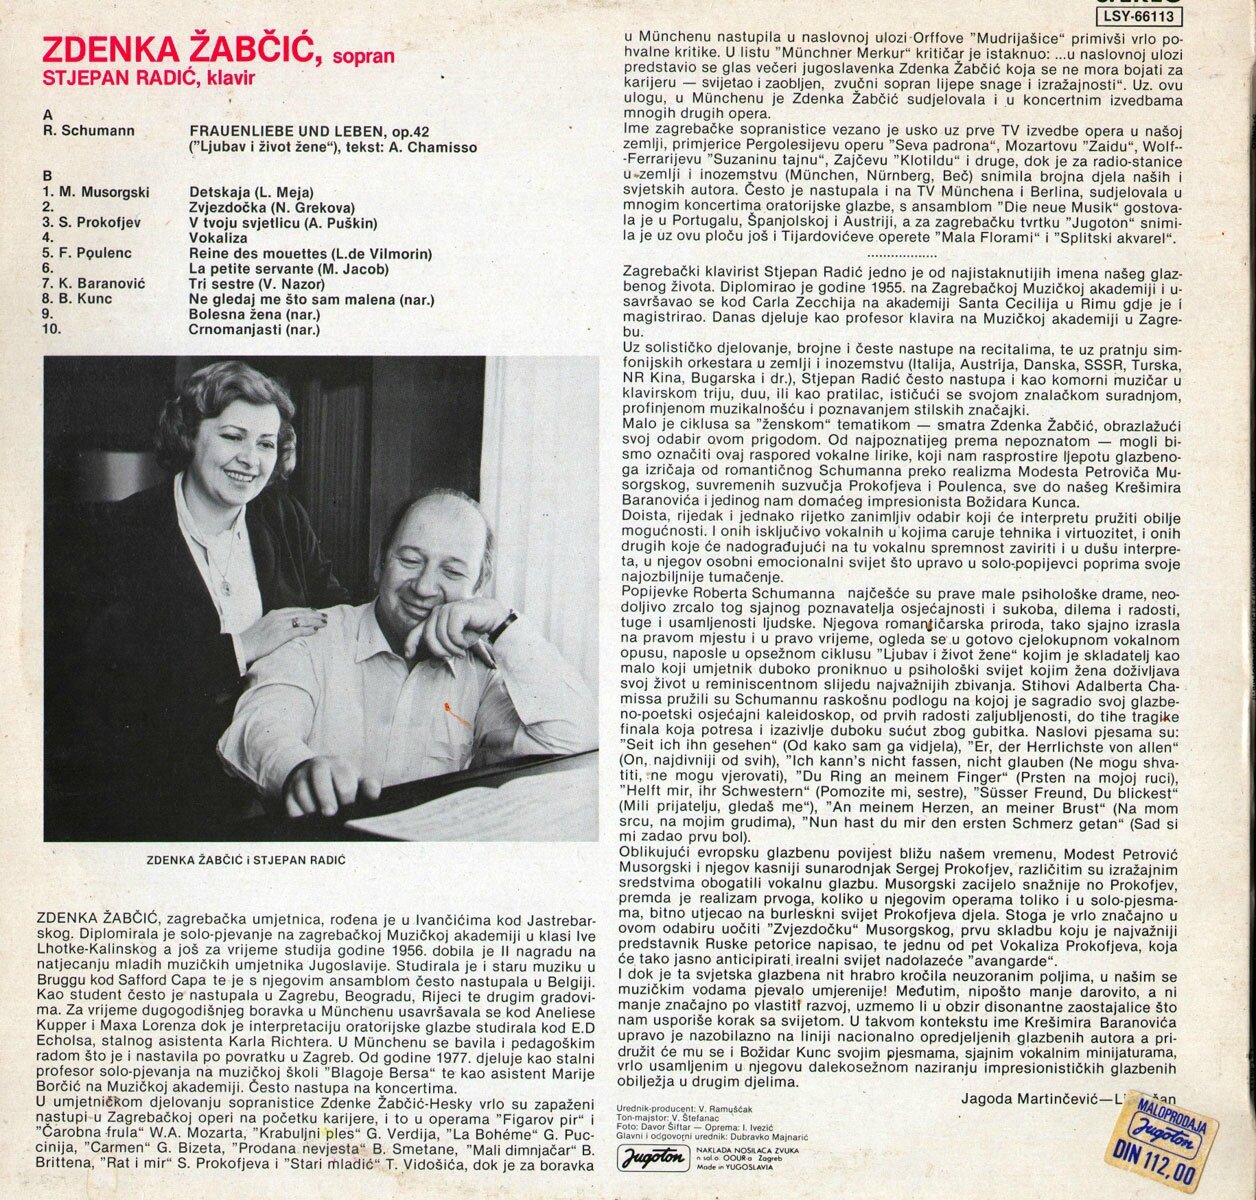 STEREO
LSY-66113
ZDENKA ŽABČIĆ, sopran
STJEPAN RADIĆ, klavir
A
R. Schumann FRAUENLIEBE UND LEBEN, op.42
("Ljubav i život žene“), tekst: A. Chamisso
B
1. M. Musorgski Detskaja (L. Meja)
2. Zvjezdočka (N. Grekova)
3. S. Prokofjev V tvoju svjetlicu (A. Puškin)
4. Vokaliza
5. F. Poulenc Reine des mouettes (L.de Vilmorin)
6. La petite servante (M. Jacob)
7. K. Baranović Tri sestre (V. Nazor)
8. B. Kunc Ne gledaj me što sam malena (nar.)
9. Bolesna žena (nar.)
10. Crnomanjasti (nar.)
ZDENKA ŽABČIĆ i STJEPAN RADIĆ
ZDENKA ŽABČIĆ, zagrebačka umjetnica, rođena je u Ivančićima kod Jastrebar-
skog. Diplomirala je solo-pjevanje na zagrebačkoj Muzičkoj akademiji u klasi Ive
Lhotke-Kalinskog a još za vrijeme studija godine 1956. dobila je II nagradu na
natjecanju mladih muzičkih umjetnika Jugoslavije. Studirala je i staru muziku u
Bruggu kod Safford Capa te je s njegovim ansamblom često nastupala u Belgiji.
Kao student često je nastupala u Zagrebu, Beogradu, Rijeci te drugim gradovi-
ma. Za vrijeme dugogodišnjeg boravka u Münchenu usavršavala se kod Aneliese
Kupper i Maxa Lorenza dok je interpretaciju oratorijske glazbe studirala kod E.D
Echolsa, stalnog asistenta Karla Richtera. U Münchenu se bavila i pedagoškim
radom što je i nastavila po povratku u Zagreb. Od godine 1977. djeluje kao stalni
profesor solo-pjevanja na muzičkoj školi "Blagoje Bersa“ te kao asistent Marije
Borčić na Muzičkoj akademiji. Često nastupa na koncertima.
U umjetničkom djelovanju sopranistice Zdenke Žabčić-Hesky vrlo su zapaženi
nastupi u Zagrebačkoj operi na početku karijere, i to u operama "Figarov pir“ i
"Čarobna frula“ W.A. Mozarta, "Krabuljni ples“ G. Verdija, "La Bohéme“ G. Puc-
cinija, "Carmen“ G. Bizeta, "Prodana nevjesta“ B. Smetane, "Mali dimnjačar“ B.
Brittena, "Rat i mir“ S. Prokofjeva i "Stari mladić“ T. Vidošića, dok je za boravka
u Münchenu nastupila u naslovnoj ulozi Orffove "Mudrijašice“ primivši vrlo po-
hvalne kritike. U listu "Münchner Merkur“ kritičar je istaknuo: ...u naslovnoj ulozi
predstavio se glas večeri jugoslavenka Zdenka Žabčić koja se ne mora bojati za
karijeru — svijetao i zaobljen, zvučni sopran lijepe snage i izražajnosti“. Uz. ovu
ulogu, u Münchenu je Zdenka Žabčić sudjelovala i u koncertnim izvedbama
mnogih drugih opera.
Ime zagrebačke sopranistice vezano je usko uz prve TV izvedbe opera u našoj
zemlji, primjerice Pergolesijevu operu "Seva padrona“, Mozartovu "Zaidu“, Wolf-
-Ferrarijevu "Suzaninu tajnu“, Zajčevu "Klotildu“ i druge, dok je za radio-stanice
u zemlji i inozemstvu (München, Nürnberg, Beč) snimila brojna djela naših i
svjetskih autora. Često je nastupala i na TV Münchena i Berlina, sudjelovala u
mnogim koncertima oratorijske glazbe, s ansamblom "Die neue Musik“ gostova-
la je u Portugalu, Španjolskoj i Austriji, a za zagrebačku tvrtku "Jugoton“ snimi-
la je uz ovu ploču još i Tijardovićeve operete "Mala Florami“ i "Splitski akvarel“.
..................
Zagrebački klavirist Stjepan Radić jedno je od najistaknutijih imena našeg glaz-
benog života. Diplomirao je godine 1955. na Zagrebačkoj Muzičkoj akademiji i u-
savršavao se kod Carla Zecchija na akademiji Santa Cecilija u Rimu gdje je i
magistrirao. Danas djeluje kao profesor klavira na Muzičkoj akademiji u Zagre-
bu.
Uz solističko djelovanje, brojne i česte nastupe na recitalima, te uz pratnju sim-
fonijskih orkestara u zemlji i inozemstvu (Italija, Austrija, Danska, SSSR, Turska,
NR Kina, Bugarska i dr.), Stjepan Radić često nastupa i kao komorni muzičar u
klavirskom triju, duu, ili kao pratilac, ističući se svojom znalačkom suradnjom,
profinjenom muzikalnošću i poznavanjem stilskih značajki.
Malo je ciklusa sa "ženskom“ tematikom — smatra Zdenka Žabčić, obrazlažući
svoj odabir ovom prigodom. Od najpoznatijeg prema nepoznatom — mogli bi-
smo označiti ovaj raspored vokalne lirike, koji nam rasprostire ljepotu glazbeno-
ga izričaja od romantičnog Schumanna preko realizma Modesta Petroviča Mu-
sorgskog, suvremenih suzvučja Prokofjeva i Poulenca, sve do našeg Krešimira
Baranovića i jedinog nam domaćeg impresionista Božidara Kunca.
Doista, rijedak i jednako rijetko zanimljiv odabir koji će interpretu pružiti obilje
mogućnosti. I onih isključivo vokalnih u kojima caruje tehnika i virtuozitet, i onih
drugih koje će nadograđujući na tu vokalnu spremnost zaviriti i u dušu interpre-
ta, u njegov osobni emocionalni svijet što upravo u solo-popijevci poprima svoje
najozbiljnije tumačenje.
Popijevke Roberta Schumanna najčešće su prave male psihološke drame, neo-
doljivo zrcalo tog sjajnog poznavatelja osjećajnosti i sukoba, dilema i radosti,
tuge i usamljenosti ljudske. Njegova romantičarska priroda, tako sjajno izrasla
na pravom mjestu i u pravo vrijeme, ogleda se u gotovo cjelokupnom vokalnom
opusu, naposle u opsežnom ciklusu "Ljubav i život žene“ kojim je skladatelj kao
malo koji umjetnik duboko proniknuo u psihološki svijet kojim žena doživljava
svoj život u reminiscentnom slijedu najvažnijih zbivanja. Stihovi Adalberta Cha-
missa pružili su Schumannu raskošnu podlogu na kojoj je sagradio svoj glazbe-
no-poetski osjećajni kaleidoskop, od prvih radosti zaljubljenosti, do tihe tragike
finala koja potresa i izazivlje duboku sućut zbog gubitka. Naslovi pjesama su:
"Seit ich ihn gesehen“ (Od kako sam ga vidjela), "Er, der Herrlichste von allen“
(On, najdivniji od svih), "Ich kann's nicht fassen, nicht glauben (Ne mogu shva-
titi, ne mogu vjerovati), "Du Ring an meinem Finger“ (Prsten na mojoj ruci),
"Helft mir, ihr Schwestern“ (Pomozite mi, sestre), "Süsser Freund, Du blickest“
(Mili prijatelju, gledaš me“), "An meinem Herzen, an meiner Brust“ (Na mom
srcu, na mojim grudima), "Nun hast du mir den ersten Schmerz getan“ (Sad si
mi zadao prvu bol).
Oblikujući evropsku glazbenu povijest bližu našem vremenu, Modest Petrovič
Musorgski i njegov kasniji sunarodnjak Sergej Prokofjev, različitim su izražajnim
sredstvima obogatili vokalnu glazbu. Musorgski zacijelo snažnije no Prokofjev,
premda je realizam prvoga, koliko u njegovim operama toliko i u solo-pjesma-
ma, bitno utjecao na burleskni svijet Prokofjeva djela. Stoga je vrlo značajno u
ovom odabiru uočiti "Zvjezdočku“ Musorgskog, prvu skladbu koju je najvažniji
predstavnik Ruske petorice napisao, te jednu od pet Vokaliza Prokofjeva, koja
će tako jasno anticipirati irealni svijet nadolazeće "avangarde“.
I dok je ta svjetska glazbena nit hrabro kročila neuzoranim poljima, u našim se
muzičkim vodama pjevalo umjerenije! Međutim, nipošto manje darovito, a ni
manje značajno po vlastiti razvoj, uzmemo li u obzir disonantne zaostajalice što
nam usporiše korak sa svijetom. U takvom kontekstu ime Krešimira Baranovića
upravo je nazobilazno na liniji nacionalno opredjeljenih glazbenih autora a pri-
družit će mu se i Božidar Kunc svojim pjesmama, sjajnim vokalnim minijaturama,
vrlo usamljenim u njegovu dalekosežnom naziranju impresionističkih glazbenih
obilježja u drugim djelima.
Jagoda Martinčević—
Urednik-producent: V. Ramušćak
Ton-majstor: V. Štefanac
Foto: Davor Šiftar — Oprema: I. Ivezić
Glavni i odgovorni urednik: Dubravko Majnarić
Jugoton
NAKLADA NOSILACA ZVUKA
n sol.o. OOUR-a Zagreb
Made in YUGOSLAVIA
MALOPRODAJA
Jugoton
DIN 112,00